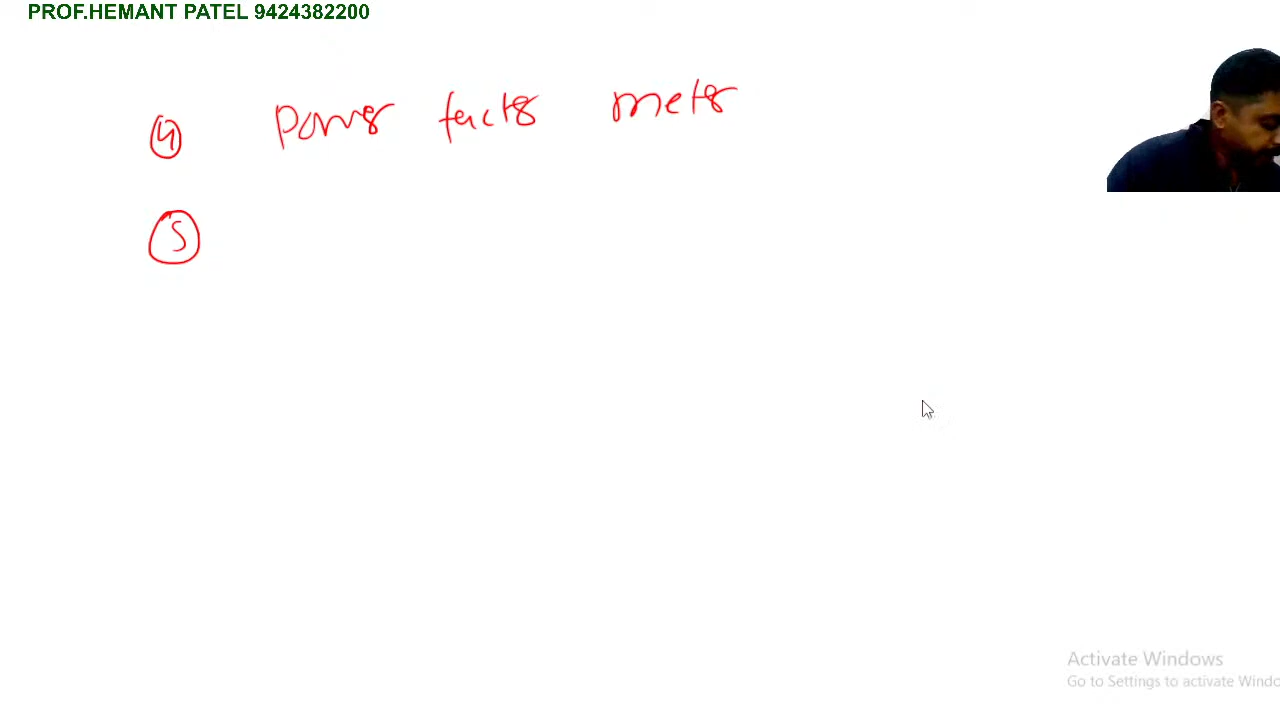 PROF.HEMANT PATEL 9424382200
④ Power factor meter
⑤
Activate Windows
Go to Settings to activate Windo